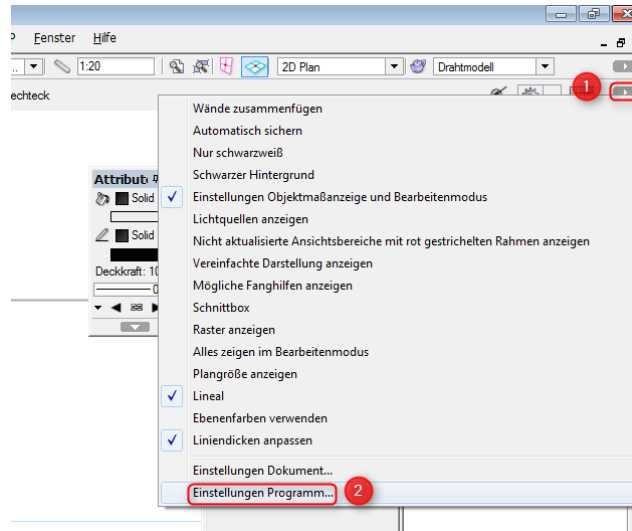 Fenster Hilfe
1:20 2D Plan Drahtmodell
echteck
1
Wände zusammenfügen
Automatisch sichern
Nur schwarzweiß
Schwarzer Hintergrund
Einstellungen Objektmaßanzeige und Bearbeitenmodus
Lichtquellen anzeigen
Nicht aktualisierte Ansichtsbereiche mit rot gestrichelten Rahmen anzeigen
Vereinfachte Darstellung anzeigen
Mögliche Fanghilfen anzeigen
Schnittbox
Raster anzeigen
Alles zeigen im Bearbeitenmodus
Plangröße anzeigen
Lineal
Ebenenfarben verwenden
Liniendicken anpassen
Einstellungen Dokument...
Einstellungen Programm... 2
Attribut
Solid
Solid
Deckkraft: 10
0